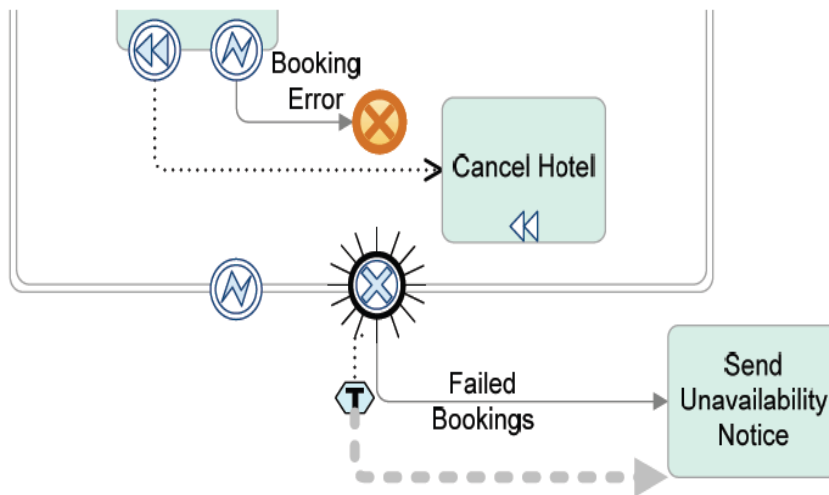 Booking
Error
Cancel Hotel
T
Failed
Bookings
Send
Unavailability
Notice